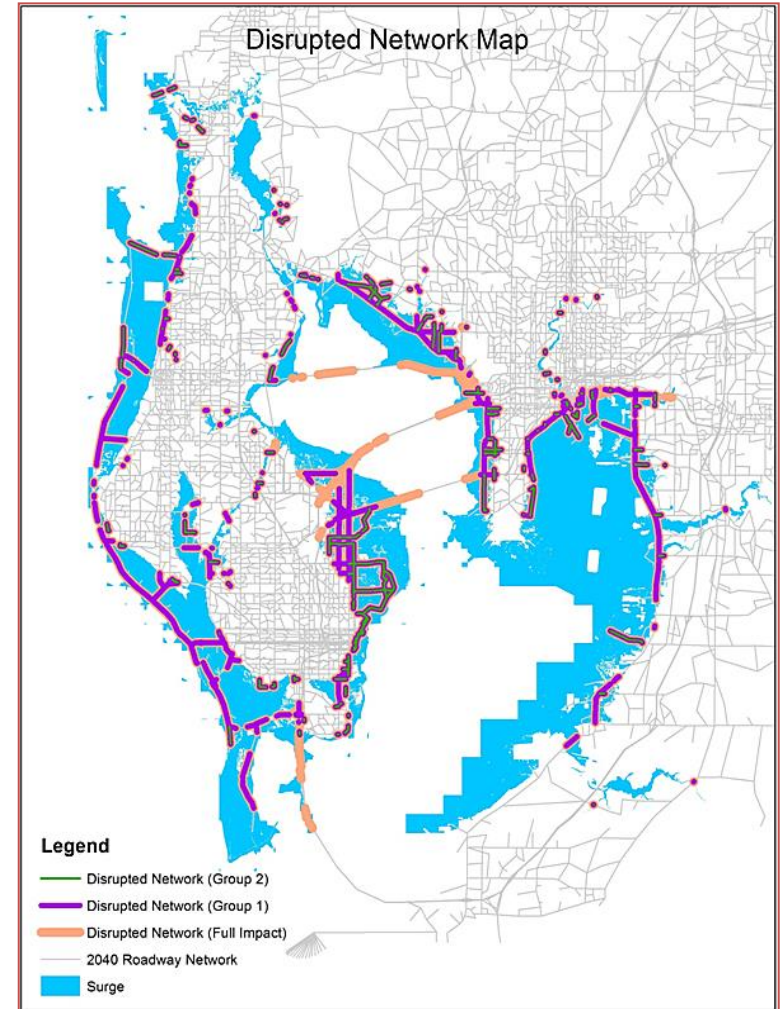 Disrupted Network Map
Legend
Disrupted Network (Group 2)
Disrupted Network (Group 1)
Disrupted Network (Full Impact)
2040 Roadway Network
Surge